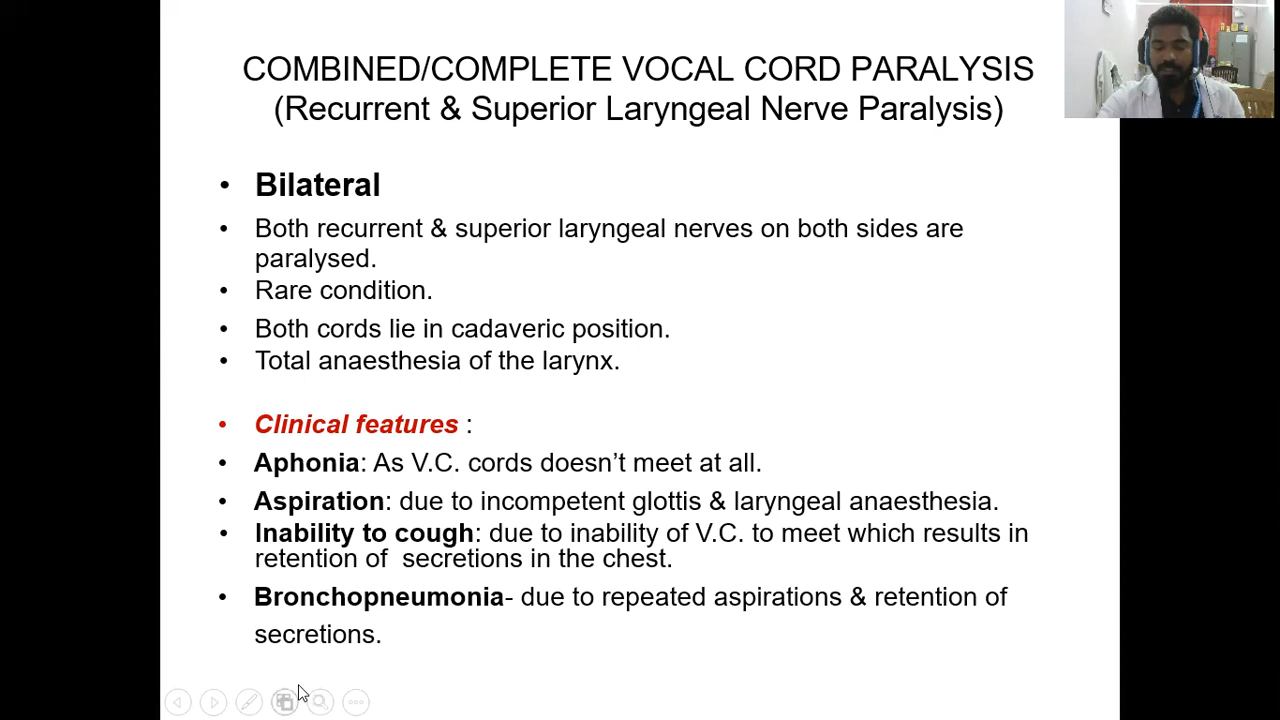 COMBINED/COMPLETE VOCAL CORD PARALYSIS
(Recurrent & Superior Laryngeal Nerve Paralysis)
• Bilateral
• Both recurrent & superior laryngeal nerves on both sides are
paralysed.
• Rare condition.
• Both cords lie in cadaveric position.
• Total anaesthesia of the larynx.
• Clinical features :
• Aphonia: As V.C. cords doesn’t meet at all.
• Aspiration: due to incompetent glottis & laryngeal anaesthesia.
• Inability to cough: due to inability of V.C. to meet which results in
retention of secretions in the chest.
• Bronchopneumonia- due to repeated aspirations & retention of
secretions.